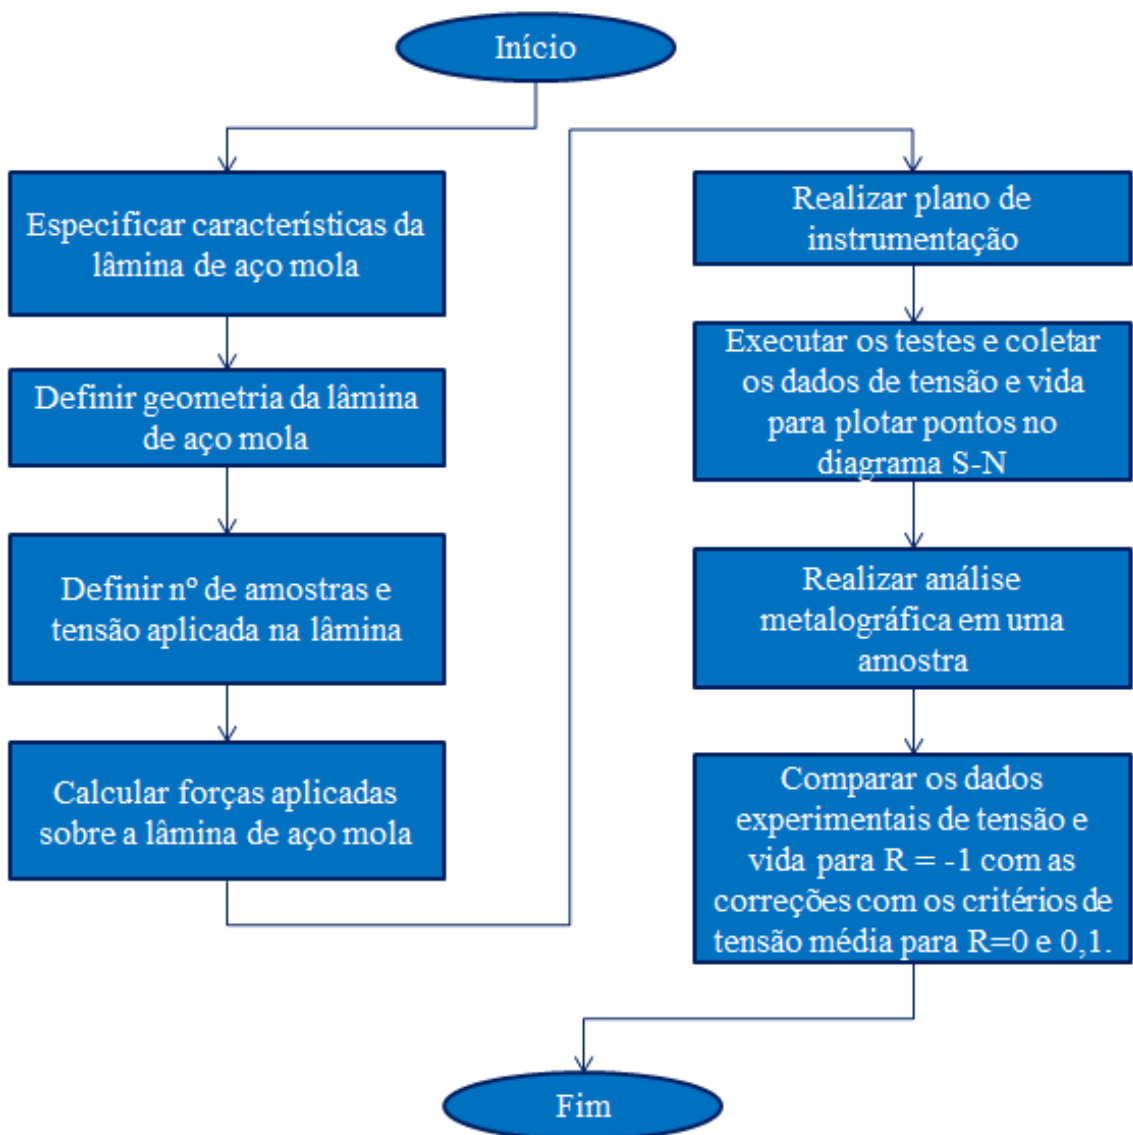 Início
Especificar características da
lâmina de aço mola
Definir geometria da lâmina
de aço mola
Definir nº de amostras e
tensão aplicada na lâmina
Calcular forças aplicadas
sobre a lâmina de aço mola
Realizar plano de
instrumentação
Executar os testes e coletar
os dados de tensão e vida
para plotar pontos no
diagrama S-N
Realizar análise
metalográfica em uma
amostra
Comparar os dados
experimentais de tensão e
vida para R = -1 com as
correções com os critérios de
tensão média para R=0 e 0,1.
Fim